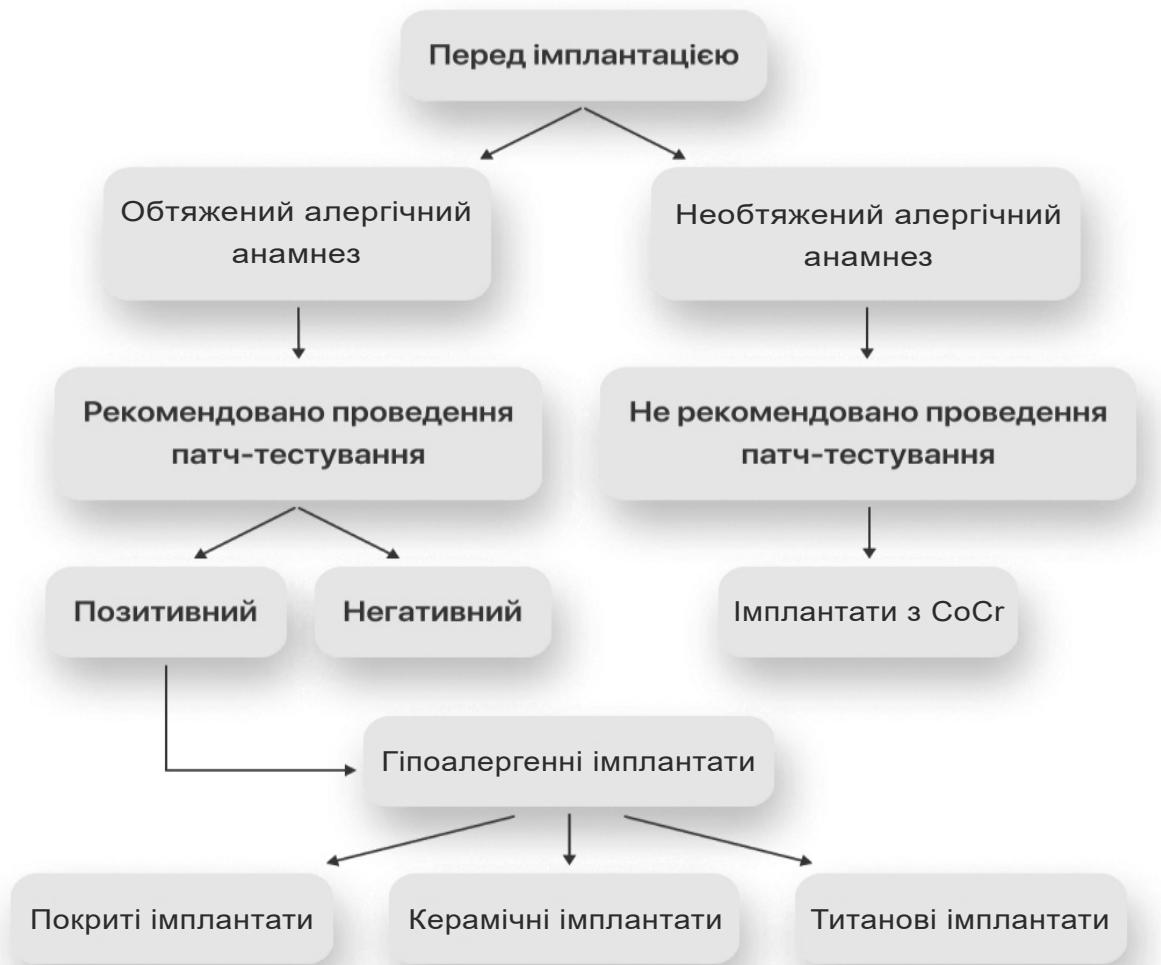 Перед імплантацією
Обтяжений алергічний
анамнез
Необтяжений алергічний
анамнез
Рекомендовано проведення
патч-тестування
Не рекомендовано проведення
патч-тестування
Позитивний
Негативний
Імплантати з CoCr
Гіпоалергенні імплантати
Покриті імплантати
Керамічні імплантати
Титанові імплантати